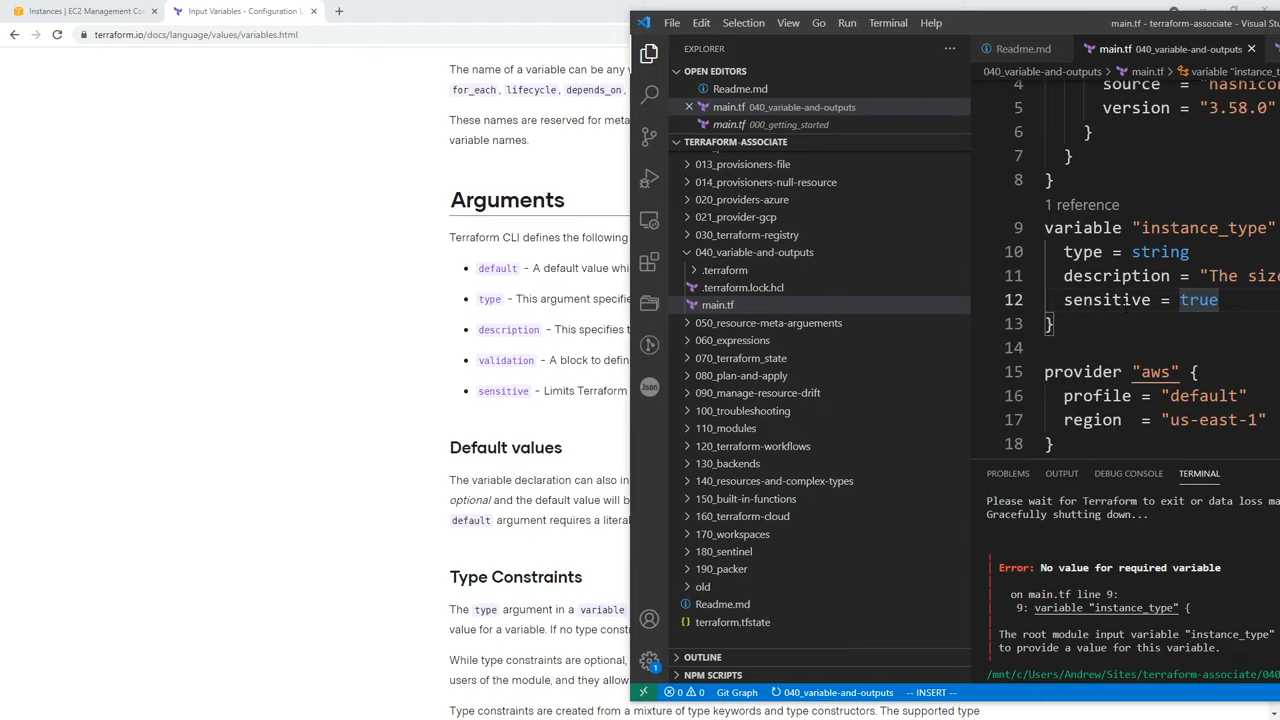 Instances | EC2 Management Con
Input Variables - Configuration L
terraform.io/docs/language/values/variables.html
The name of a variable can be any
for_each, lifecycle, depends_on,
These names are reserved for meta
variable names.
Arguments
Terraform CLI defines the following
default - A default value whi
type - This argument specifie
description - This specifies t
validation - A block to defin
sensitive - Limits Terraform
Default values
The variable declaration can also in
optional and the default value will b
default argument requires a literal
Type Constraints
The type argument in a variable
value for a variable. If no type const
While type constraints are optional,
users of the module, and they allow
Type constraints are created from a mixture of type keywords and type constructors. The supported type
File Edit Selection View Go Run Terminal Help
main.tf - terraform-associate - Visual Stu
EXPLORER
OPEN EDITORS
Readme.md
main.tf 040_variable-and-outputs
main.tf 000_getting_started
TERRAFORM-ASSOCIATE
013_provisioners-file
014_provisioners-null-resource
020_providers-azure
021_provider-gcp
030_terraform-registry
040_variable-and-outputs
.terraform
.terraform.lock.hcl
main.tf
050_resource-meta-arguements
060_expressions
070_terraform_state
080_plan-and-apply
090_manage-resource-drift
100_troubleshooting
110_modules
120_terraform-workflows
130_backends
140_resources-and-complex-types
150_built-in-functions
160_terraform-cloud
170_workspaces
180_sentinel
190_packer
old
Readme.md
terraform.tfstate
OUTLINE
NPM SCRIPTS
Json
1
Readme.md
main.tf 040_variable-and-outputs
040_variable-and-outputs > main.tf > variable "instance_t
4 source = "hashico
5 version = "3.58.0"
6 }
7 }
8 }
1 reference
9 variable "instance_type"
10 type = string
11 description = "The size
12 sensitive = true
13 }
14
15 provider "aws" {
16 profile = "default"
17 region = "us-east-1"
18 }
PROBLEMS OUTPUT DEBUG CONSOLE TERMINAL
Please wait for Terraform to exit or data loss ma
Gracefully shutting down...
Error: No value for required variable
on main.tf line 9:
9: variable "instance_type" {
The root module input variable "instance_type"
to provide a value for this variable.
/mnt/c/Users/Andrew/Sites/terraform-associate/040
0 0 Git Graph 040_variable-and-outputs -- INSERT --